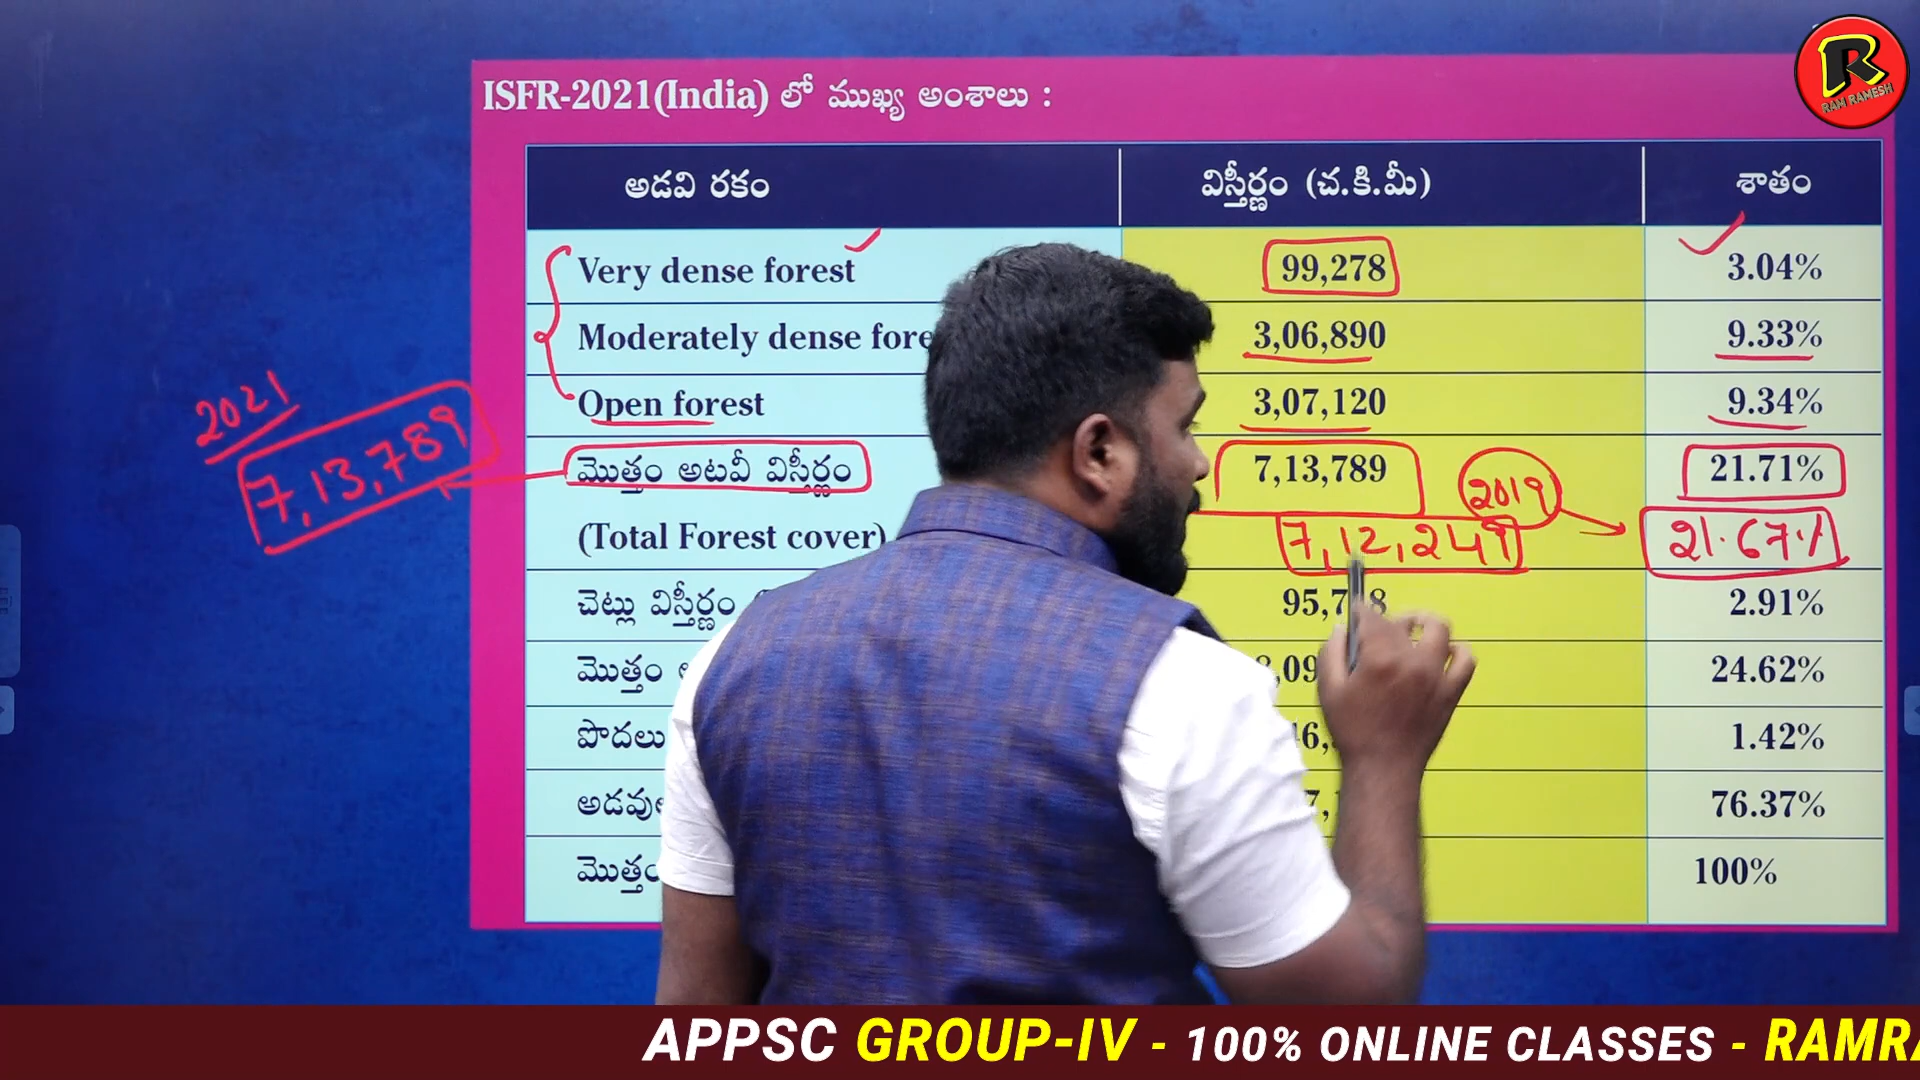 R
RAM RAMESH
ISFR-2021(India) లో ముఖ్య అంశాలు :
అడవి రకం విస్తీర్ణం (చ.కి.మీ) శాతం
Very dense forest 99,278 3.04%
Moderately dense fore 3,06,890 9.33%
Open forest 3,07,120 9.34%
2021
7,13,789
మొత్తం అటవీ విస్తీర్ణం 7,13,789 21.71%
2019
(Total Forest cover) 7,12,249 21.67%
చెట్లు విస్తీర్ణం 2.91%
మొత్తం 24.62%
పొదలు 1.42%
76.37%
100%
APPSC GROUP-IV - 100% ONLINE CLASSES -